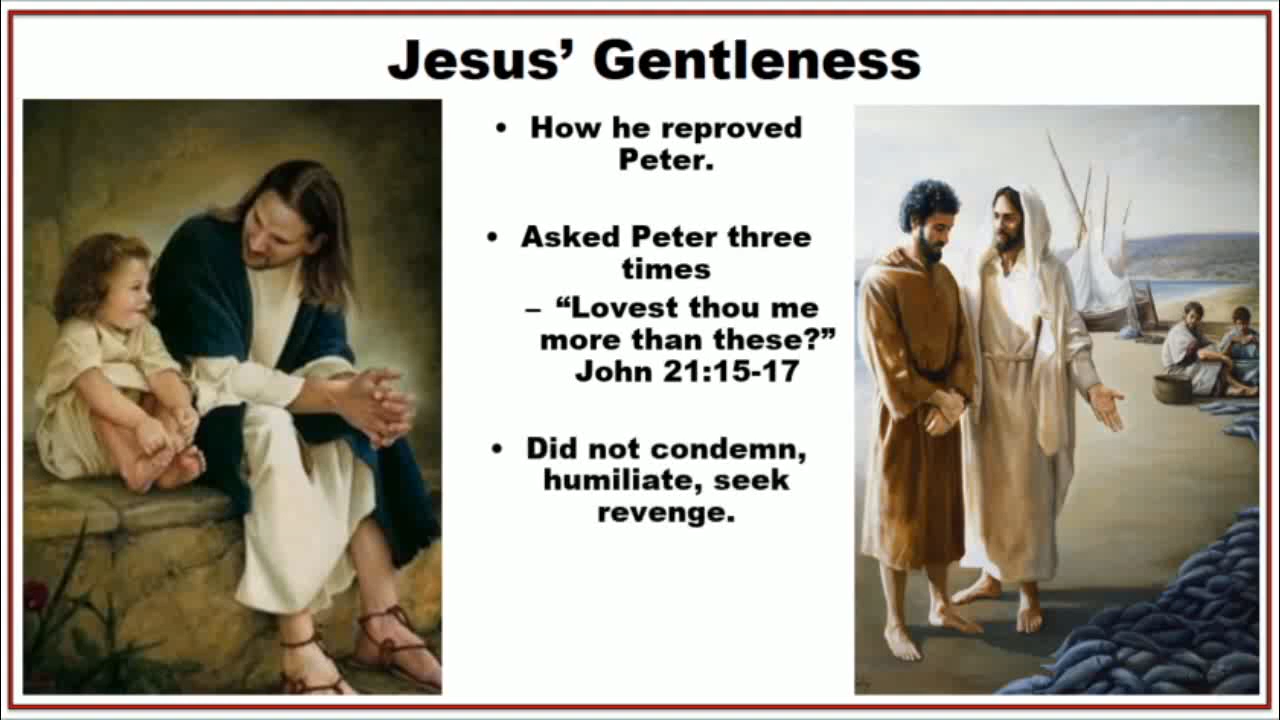 Jesus’ Gentleness
• How he reproved
Peter.
• Asked Peter three
times
– “Lovest thou me
more than these?”
John 21:15-17
• Did not condemn,
humiliate, seek
revenge.